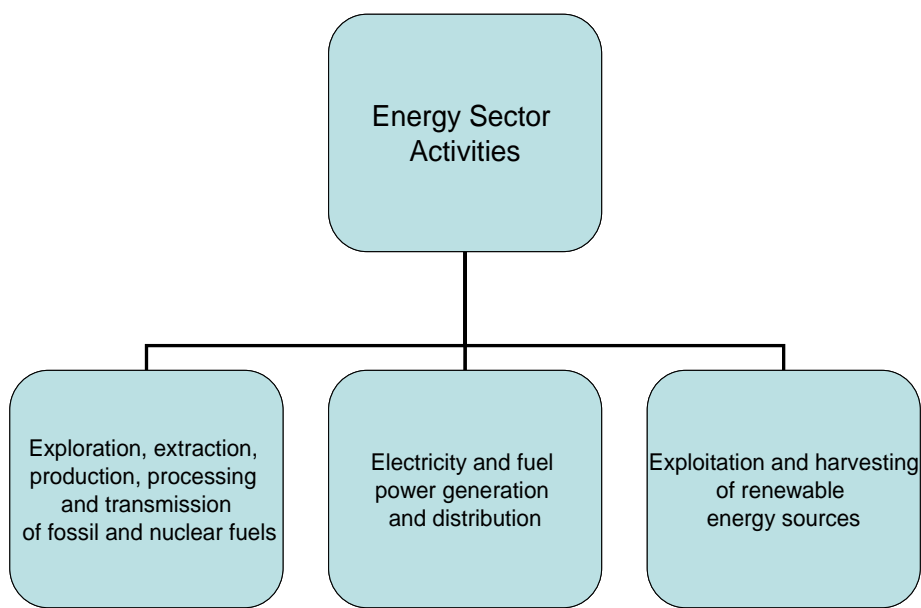 Energy Sector
Activities
Exploration, extraction,
production, processing
and transmission
of fossil and nuclear fuels
Electricity and fuel
power generation
and distribution
Exploitation and harvesting
of renewable
energy sources